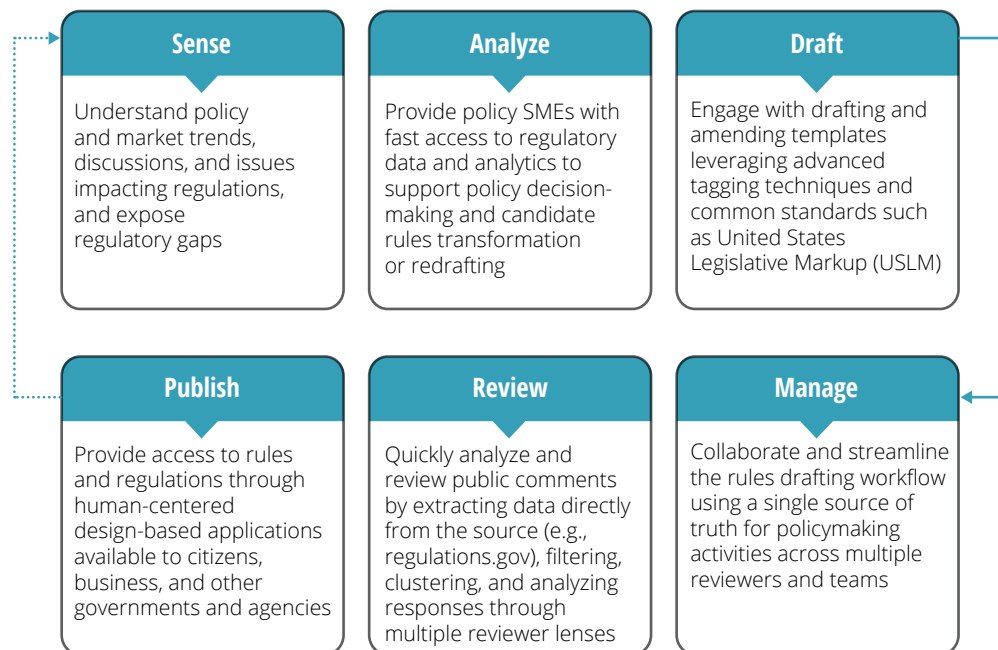 Sense
Understand policy
and market trends,
discussions, and issues
impacting regulations,
and expose
regulatory gaps
Analyze
Provide policy SMEs with
fast access to regulatory
data and analytics to
support policy decision-
making and candidate
rules transformation
or redrafting
Draft
Engage with drafting and
amending templates
leveraging advanced
tagging techniques and
common standards such
as United States
Legislative Markup (USLM)
Publish
Provide access to rules
and regulations through
human-centered
design-based applications
available to citizens,
business, and other
governments and agencies
Review
Quickly analyze and
review public comments
by extracting data directly
from the source (e.g.,
regulations.gov), filtering,
clustering, and analyzing
responses through
multiple reviewer lenses
Manage
Collaborate and streamline
the rules drafting workflow
using a single source of
truth for policymaking
activities across multiple
reviewers and teams